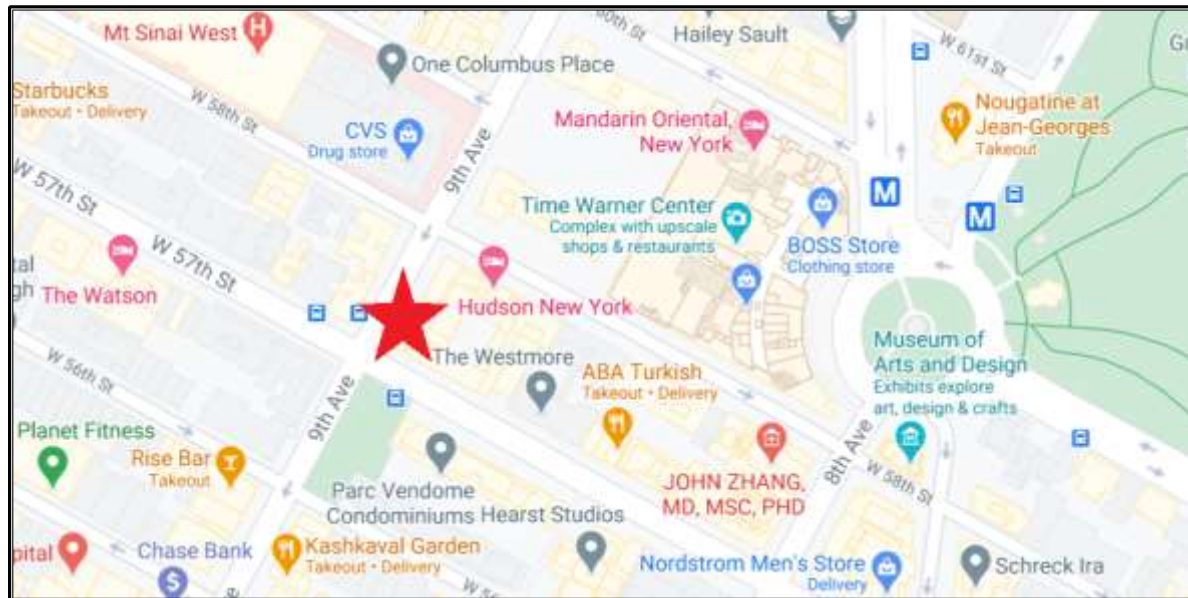 Mt Sinai West
H
One Columbus Place
60th St
Hailey Sault
W 61st St
Starbucks
Takeout • Delivery
W 58th St
CVS
Drug store
9th Ave
Mandarin Oriental,
New York
Nougatine at
Jean-Georges
Takeout
W 57th St
Time Warner Center
Complex with upscale
shops & restaurants
M
M
BOSS Store
Clothing store
The Watson
W 57th St
Hudson New York
The Westmore
Museum of
Arts and Design
Exhibits explore
art, design & crafts
W 56th St
9th Ave
ABA Turkish
Takeout • Delivery
Planet Fitness
Rise Bar
Takeout
Parc Vendome
Condominiums
Hearst Studios
JOHN ZHANG,
MD, MSC, PHD
8th Ave
W 58th St
pital
Chase Bank
S
Kashkaval Garden
Takeout • Delivery
Nordstrom Men's Store
Delivery
Schreck Ira